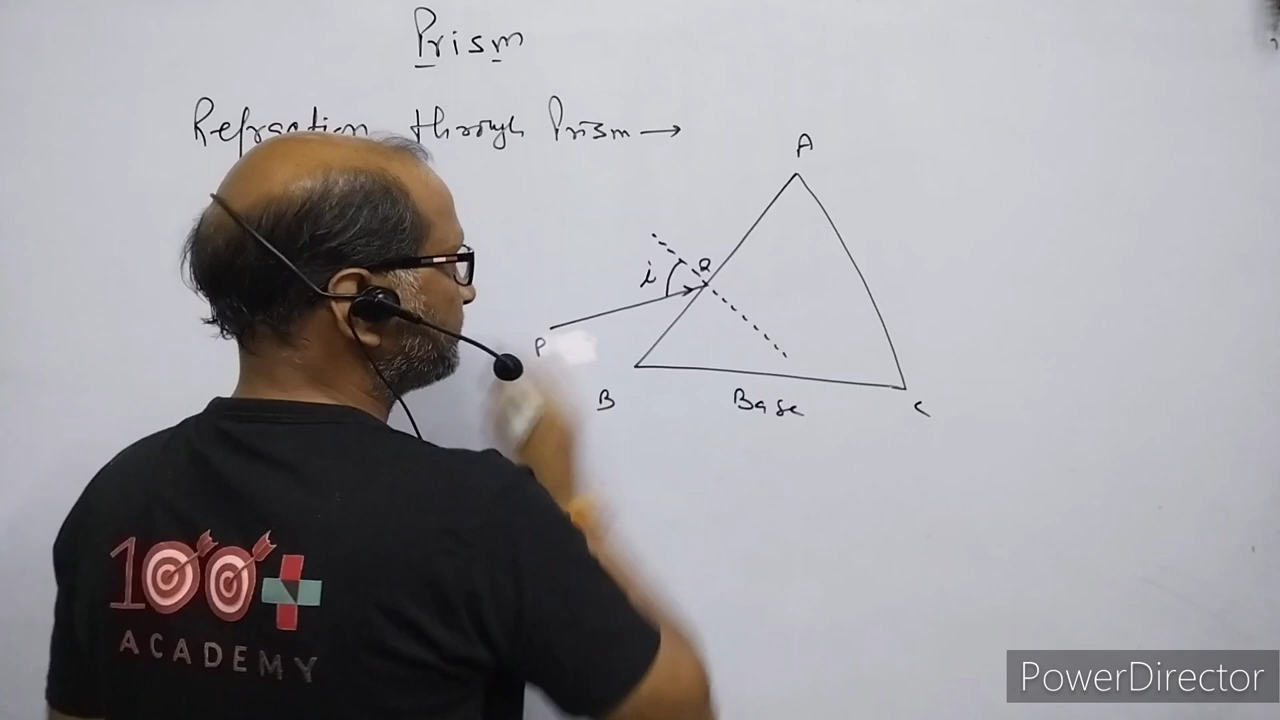 Prism
Refraction through Prism →
A
i
Q
P
B
Base
C
100+
ACADEMY
PowerDirector